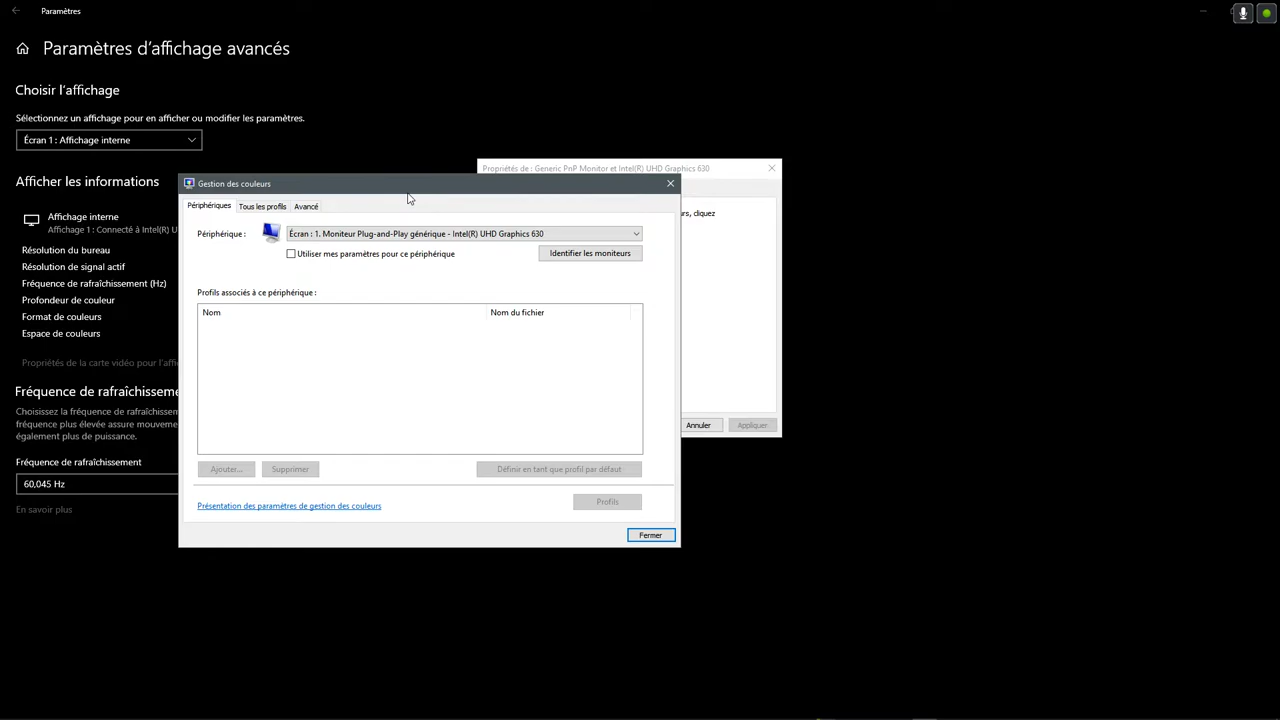 Paramètres
Paramètres d'affichage avancés
Choisir l'affichage
Sélectionnez un affichage pour en afficher ou modifier les paramètres.
Écran 1 : Affichage interne
Afficher les informations
Affichage interne
Affichage 1 : Connecté à Intel(R) U
Résolution du bureau
Résolution de signal actif
Fréquence de rafraîchissement (Hz)
Profondeur de couleur
Format de couleurs
Espace de couleurs
Propriétés de la carte vidéo pour l'affi
Fréquence de rafraîchisseme
Choisissez la fréquence de rafraîchissem
fréquence plus élevée assure mouveme
également plus de puissance.
Fréquence de rafraîchissement
60,045 Hz
En savoir plus
Propriétés de : Generic PnP Monitor et Intel(R) UHD Graphics 630
urs, cliquez
Annuler
Appliquer
Gestion des couleurs
Périphériques
Tous les profils
Avancé
Périphérique :
Écran : 1. Moniteur Plug-and-Play générique - Intel(R) UHD Graphics 630
Utiliser mes paramètres pour ce périphérique
Identifier les moniteurs
Profils associés à ce périphérique :
Nom
Nom du fichier
Ajouter...
Supprimer
Définir en tant que profil par défaut
Présentation des paramètres de gestion des couleurs
Profils
Fermer